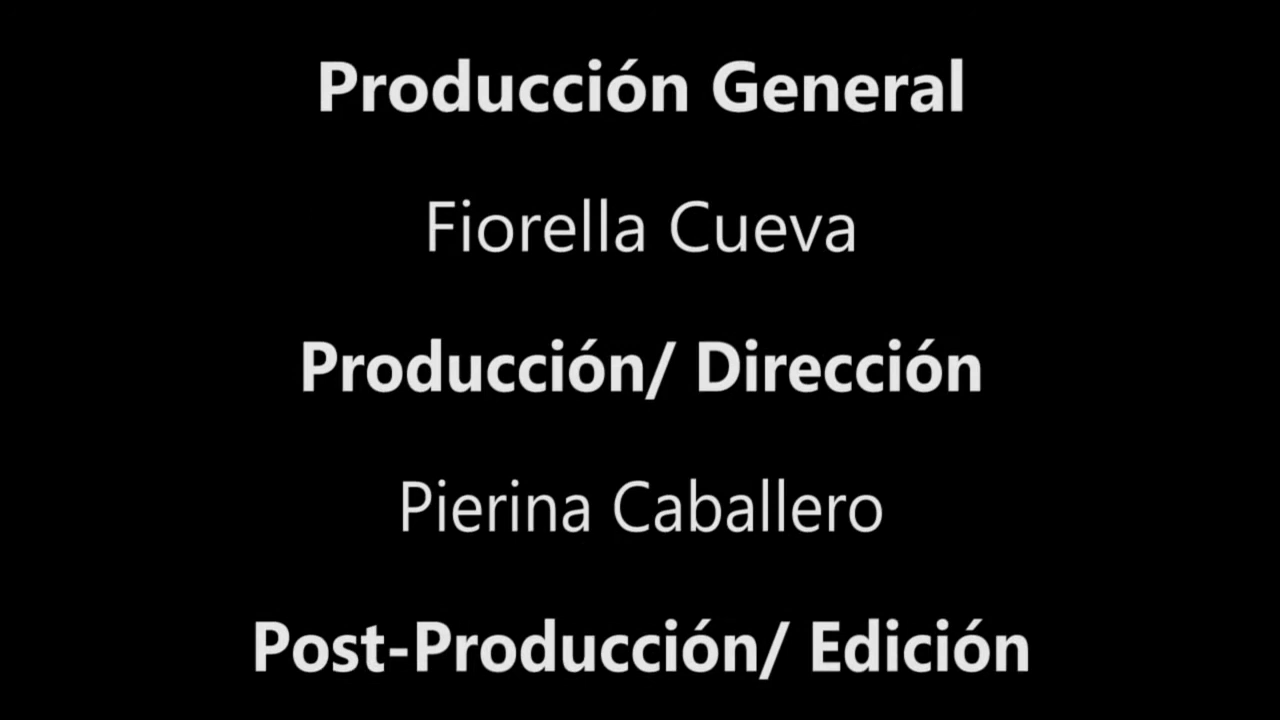 Producción General
Fiorella Cueva
Producción/ Dirección
Pierina Caballero
Post-Producción/ Edición